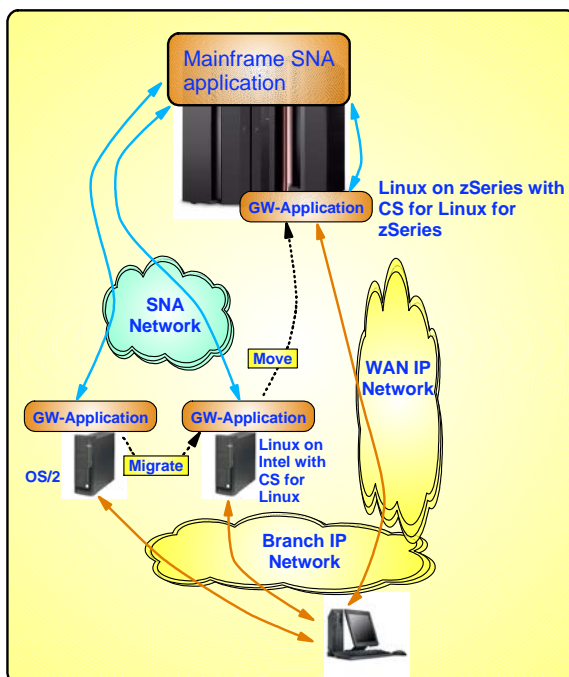 Mainframe SNA
application
GW-Application
Linux on zSeries with
CS for Linux for
zSeries
SNA
Network
Move
WAN IP
Network
GW-Application
GW-Application
OS/2
Migrate
Linux on
Intel with
CS for
Linux
Branch IP
Network